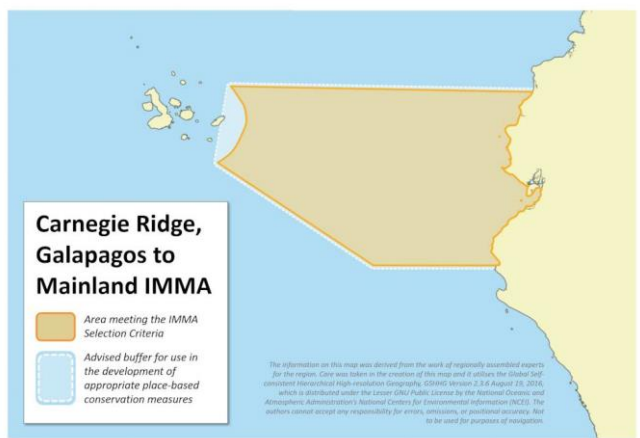 Carnegie Ridge,
Galapagos to
Mainland IMMA
Area meeting the IMMA
Selection Criteria
Advised buffer for use in
the development of
appropriate place-based
conservation measures
The information on this map was derived from the work of regionally assembled experts
for the region. Care was taken in the creation of this map and it utilises the Global Self-
consistent Hierarchical High-resolution Geography, GSHHG Version 2.3.6 August 19, 2016,
which is distributed under the Lesser GNU Public License by the National Oceanic and
Atmospheric Administration's National Centers for Environmental Information (NCEI). The
authors cannot accept any responsibility for errors, omissions, or positional accuracy. Not
to be used for purposes of navigation.